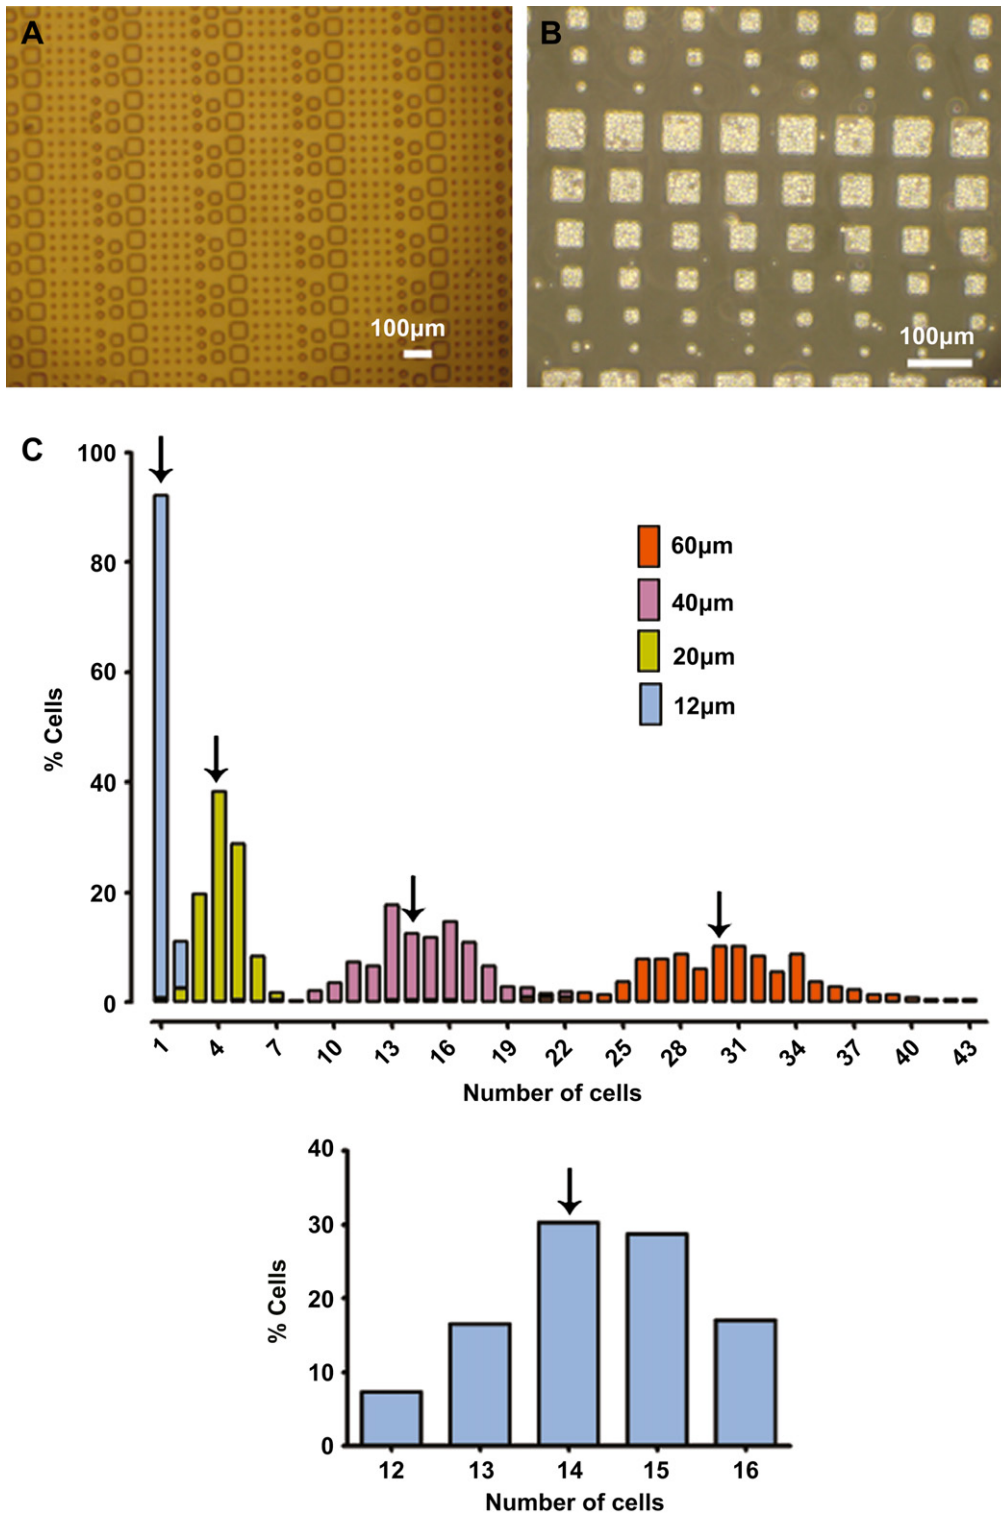 A
B
100µm
100µm
C
100
80
60
40
20
0
% Cells
60µm
40µm
20µm
12µm
1 4 7 10 13 16 19 22 25 28 31 34 37 40 43
Number of cells
40
30
20
10
0
% Cells
12 13 14 15 16
Number of cells